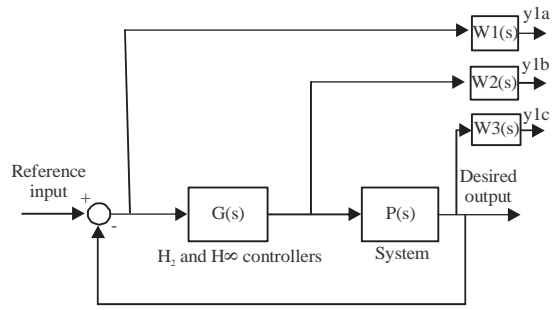 y1a
W1(s)
y1b
W2(s)
y1c
W3(s)
Reference
input
Desired
output
+
-
G(s)
P(s)
H₂ and H∞ controllers
System